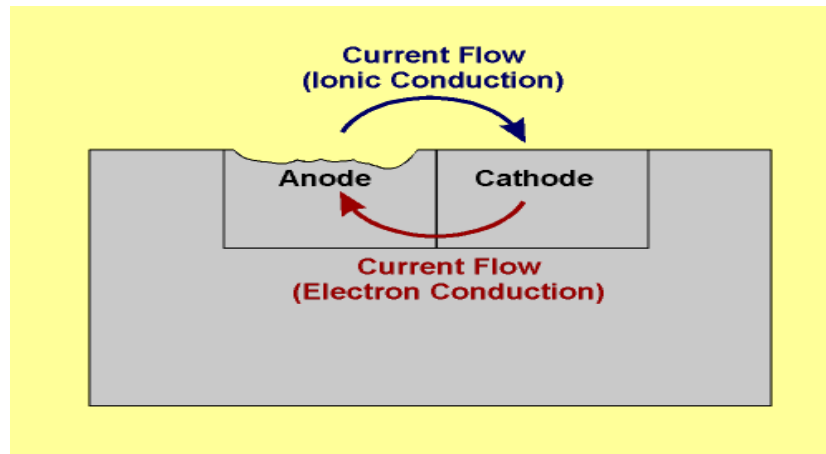 Current Flow
(Ionic Conduction)
Anode
Cathode
Current Flow
(Electron Conduction)